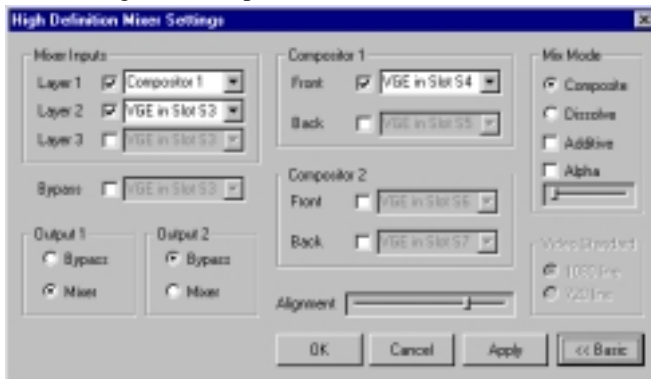 High Definition Mixer Settings
Mixer Inputs
Layer 1 Compositor 1
Layer 2 VGE in Slot S3
Layer 3 VGE in Slot S3
Bypass VGE in Slot S3
Output 1
Bypass
Mixer
Output 2
Bypass
Mixer
Compositor 1
Front VGE in Slot S4
Back VGE in Slot S5
Compositor 2
Front VGE in Slot S6
Back VGE in Slot S7
Alignment
Mix Mode
Composite
Dissolve
Additive
Alpha
Video Standard
1080 line
720 line
OK Cancel Apply << Basic